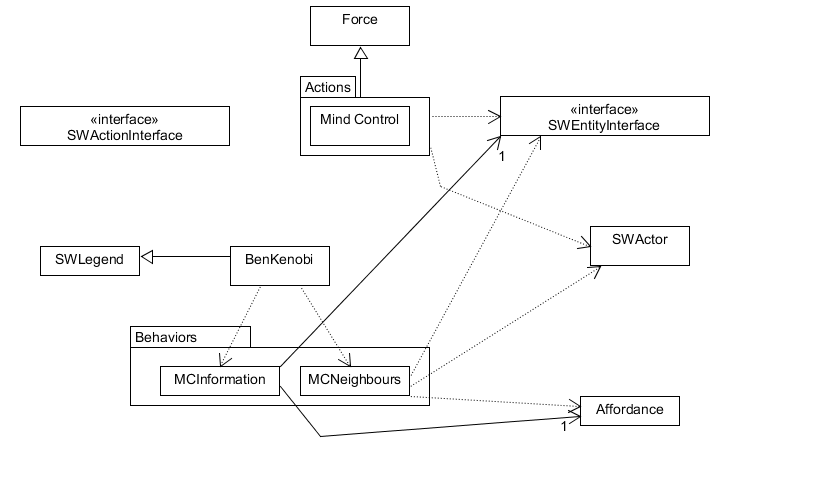 Force
Actions
Mind Control
«interface»
SWActionInterface
«interface»
SWEntityInterface
1
SWActor
SWLegend
BenKenobi
Behaviors
MCInformation
MCNeighbours
Affordance
1